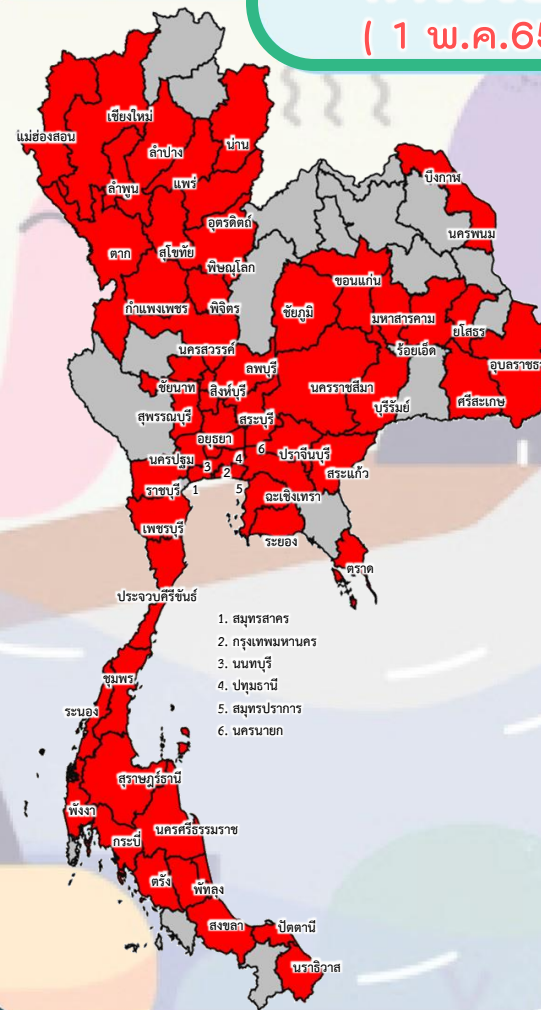 ( 1 พ.ค.65
เชียงใหม่
แม่ฮ่องสอน
น่าน
ลำปาง
แพร่
ลำพูน
บึงกาฬ
อุตรดิตถ์
นครพนม
ตาก
สุโขทัย
พิษณุโลก
ขอนแก่น
กำแพงเพชร
พิจิตร
ชัยภูมิ
มหาสารคาม
ยโสธร
นครสวรรค์
ร้อยเอ็ด
ลพบุรี
อุบลราชธา
ชัยนาท
สิงห์บุรี
นครราชสีมา
บุรีรัมย์
ศรีสะเกษ
สุพรรณบุรี
สระบุรี
อยุธยา
6
ปราจีนบุรี
นครปฐม
3
4
2
สระแก้ว
ราชบุรี
1
5
ฉะเชิงเทรา
เพชรบุรี
ระยอง
ตราด
ประจวบคีรีขันธ์
1. สมุทรสาคร
2. กรุงเทพมหานคร
3. นนทบุรี
4. ปทุมธานี
5. สมุทรปราการ
6. นครนายก
ชุมพร
ระนอง
สุราษฎร์ธานี
พังงา
กระบี่
นครศรีธรรมราช
ตรัง
พัทลุง
สงขลา
ปัตตานี
นราธิวาส